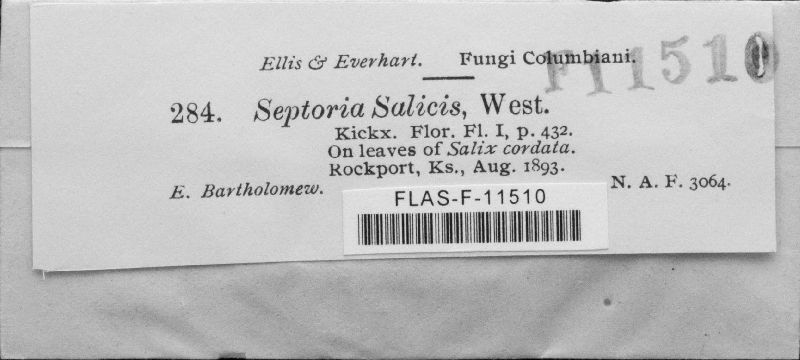 Ellis & Everhart. Fungi Columbiani.
F11510
284. Septoria Salicis, West.
Kickx. Flor. Fl. I, p. 432.
On leaves of Salix cordata.
Rockport, Ks., Aug. 1893.
E. Bartholomew. N. A. F. 3064.
FLAS-F-11510